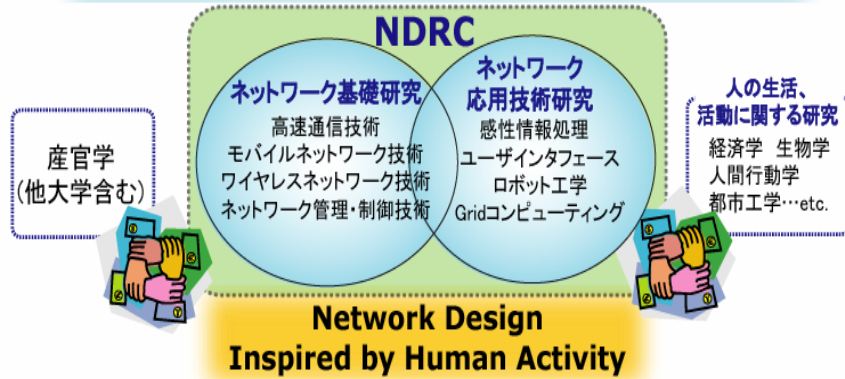 NDRC
産官学
(他大学含む)
ネットワーク基礎研究
高速通信技術
モバイルネットワーク技術
ワイヤレスネットワーク技術
ネットワーク管理・制御技術
ネットワーク
応用技術研究
感性情報処理
ユーザインタフェース
ロボット工学
Gridコンピューティング
人の生活、
活動に関する研究
経済学 生物学
人間行動学
都市工学…etc.
Network Design
Inspired by Human Activity